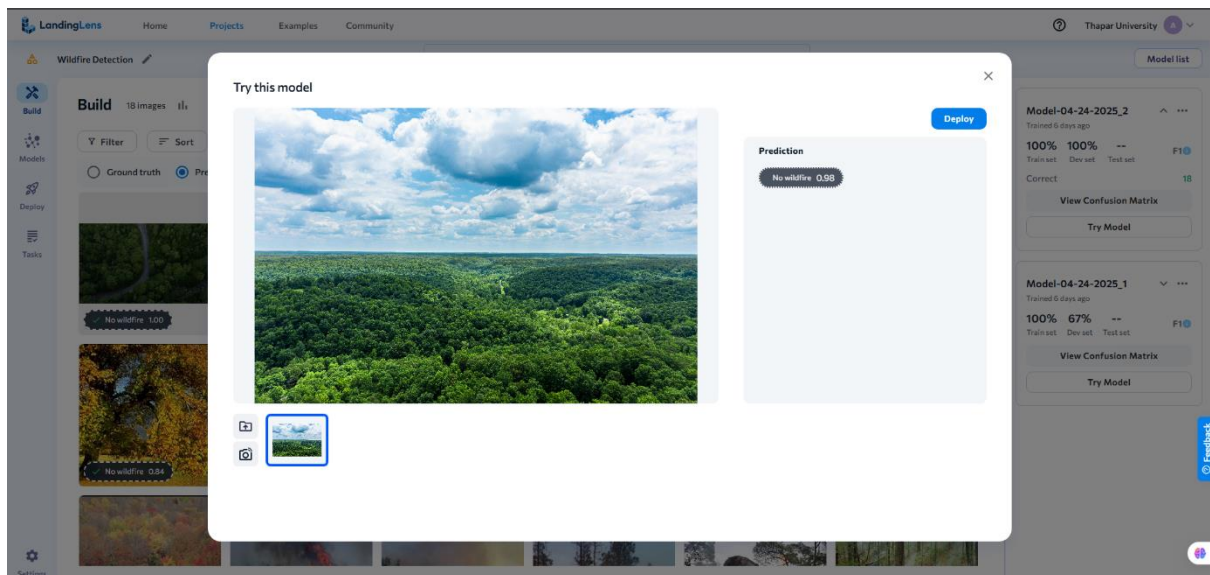 LandingLens Home Projects Examples Community Thapar University A
Wildfire Detection Model list
Build
Models
Deploy
Tasks
Settings
Build 18 images
Filter Sort
Ground truth Pre
No wildfire 1.00
No wildfire 0.84
Try this model
Deploy
Prediction
No wildfire 0.98
Model-04-24-2025_2
Trained 6 days ago
100% 100% -- F1
Train set Dev set Test set
Correct 18
View Confusion Matrix
Try Model
Model-04-24-2025_1
Trained 6 days ago
100% 67% -- F1
Train set Dev set Test set
View Confusion Matrix
Try Model
Feedback